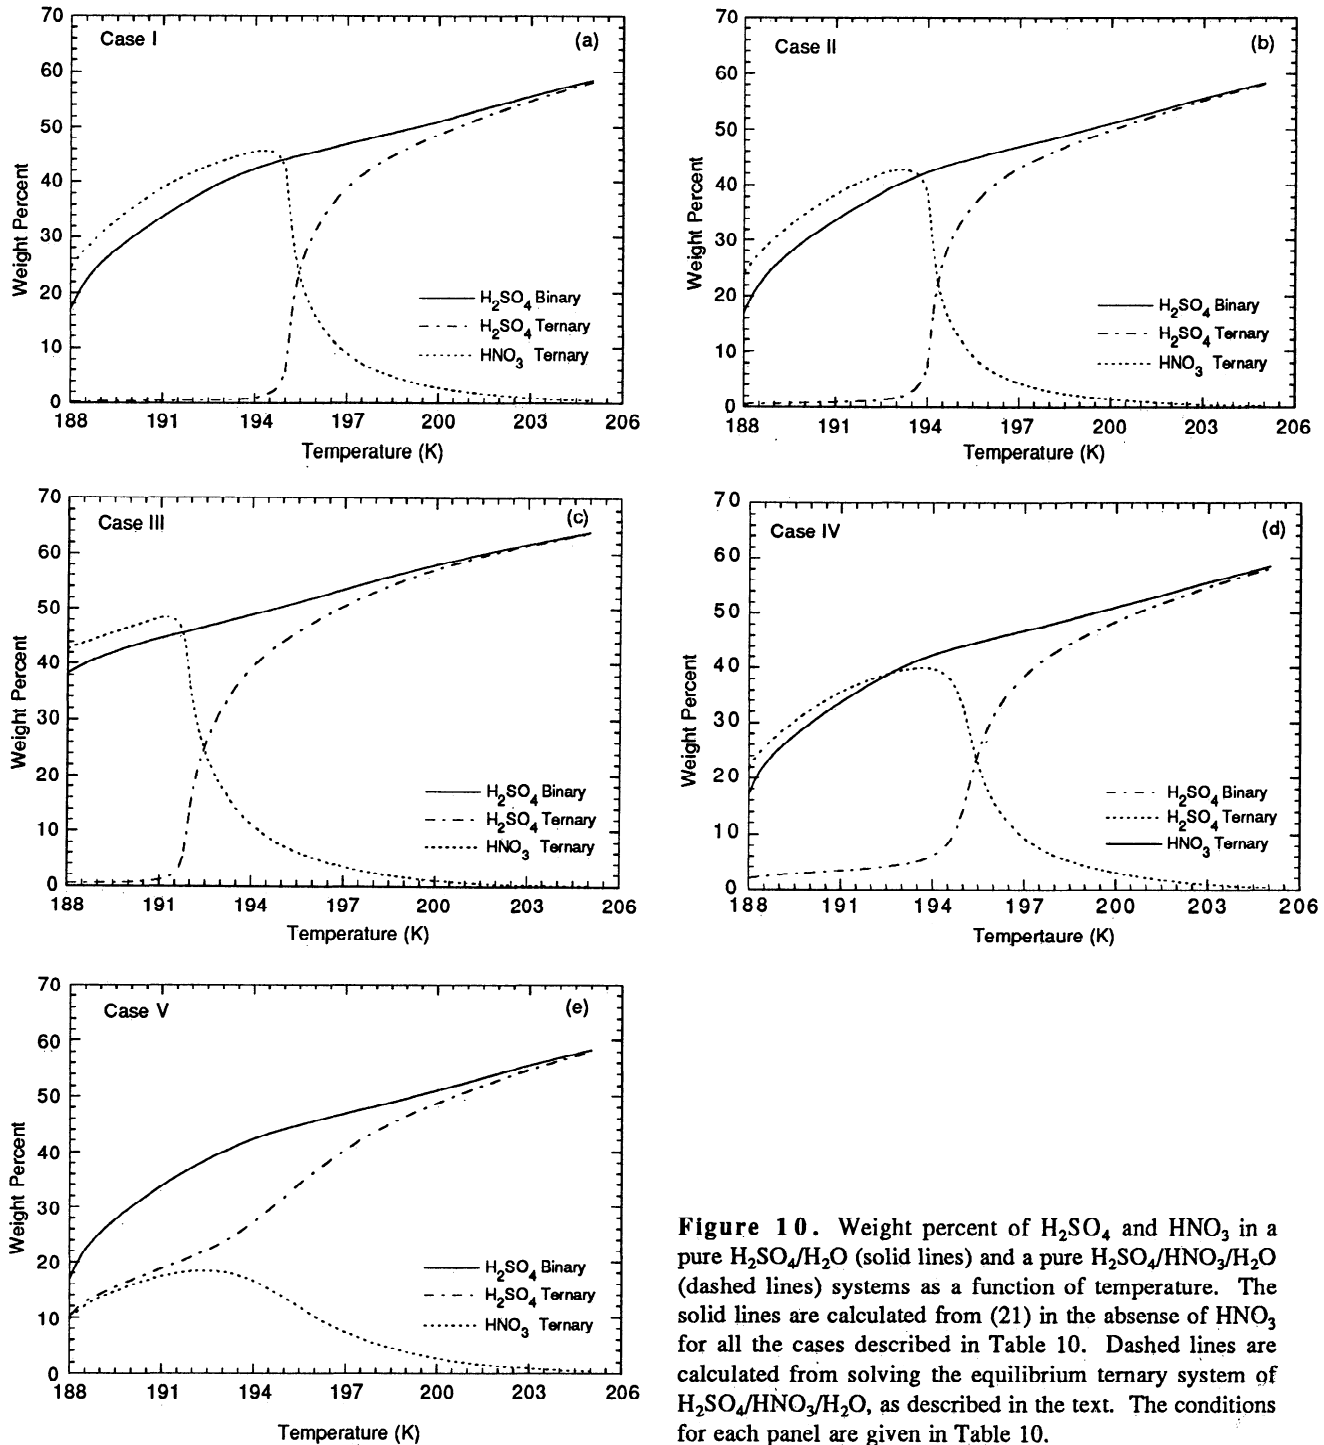 Case I
(a)
70
60
50
40
30
20
10
0
Weight Percent
H2SO4 Binary
H2SO4 Ternary
HNO3 Ternary
188 191 194 197 200 203 206
Temperature (K)
Case II
(b)
70
60
50
40
30
20
10
0
Weight Percent
H2SO4 Binary
H2SO4 Ternary
HNO3 Ternary
188 191 194 197 200 203 206
Temperature (K)
Case III
(c)
70
60
50
40
30
20
10
0
Weight Percent
H2SO4 Binary
H2SO4 Ternary
HNO3 Ternary
188 191 194 197 200 203 206
Temperature (K)
Case IV
(d)
70
60
50
40
30
20
10
0
Weight Percent
H2SO4 Binary
H2SO4 Ternary
HNO3 Ternary
188 191 194 197 200 203 206
Tempertaure (K)
Case V
(e)
70
60
50
40
30
20
10
0
Weight Percent
H2SO4 Binary
H2SO4 Ternary
HNO3 Ternary
188 191 194 197 200 203 206
Temperature (K)
Figure 10. Weight percent of H2SO4 and HNO3 in a
pure H2SO4/H2O (solid lines) and a pure H2SO4/HNO3/H2O
(dashed lines) systems as a function of temperature. The
solid lines are calculated from (21) in the absense of HNO3
for all the cases described in Table 10. Dashed lines are
calculated from solving the equilibrium ternary system of
H2SO4/HNO3/H2O, as described in the text. The conditions
for each panel are given in Table 10.